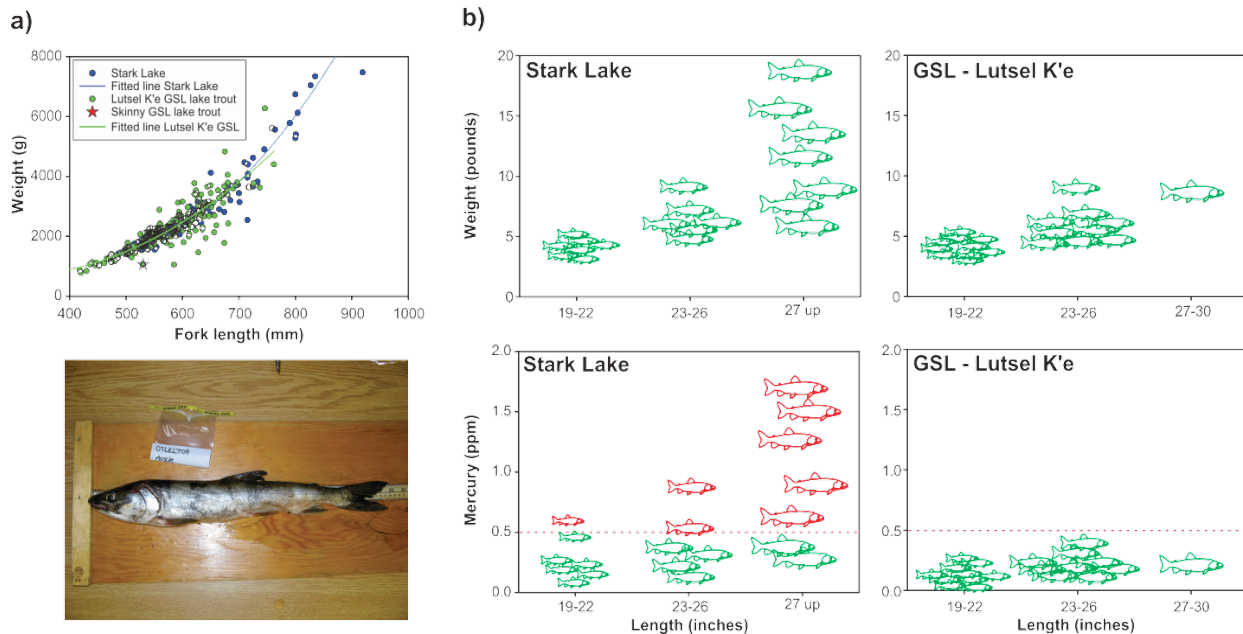 a)
8000
6000
4000
2000
0
Weight (g)
Stark Lake
Fitted line Stark Lake
Lutsel K'e GSL lake trout
Skinny GSL lake trout
Fitted line Lutsel K'e GSL
400 500 600 700 800 900 1000
Fork length (mm)
b)
Stark Lake
20
15
10
5
0
Weight (pounds)
19-22 23-26 27 up
GSL - Lutsel K'e
20
15
10
5
0
19-22 23-26 27-30
Stark Lake
2.0
1.5
1.0
0.5
0.0
Mercury (ppm)
19-22 23-26 27 up
Length (inches)
GSL - Lutsel K'e
2.0
1.5
1.0
0.5
0.0
19-22 23-26 27-30
Length (inches)